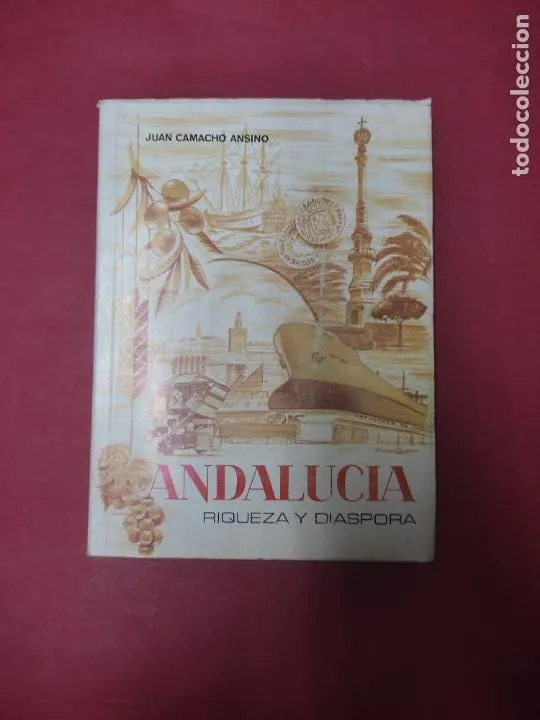 JUAN CAMACHO ANSINO
ANDALUCIA
RIQUEZA Y DIASPORA
todocoleccion